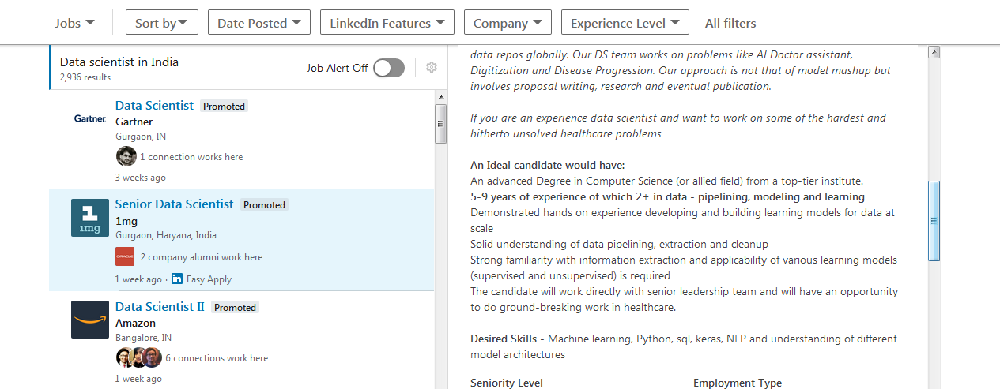 Jobs
Sort by
Date Posted
LinkedIn Features
Company
Experience Level
All filters
Data scientist in India
2,936 results
Job Alert Off
Gartner
Data Scientist Promoted
Gartner
Gurgaon, IN
1 connection works here
3 weeks ago
1mg
Senior Data Scientist Promoted
1mg
Gurgaon, Haryana, India
ORACLE
2 company alumni work here
1 week ago · in Easy Apply
Data Scientist II Promoted
Amazon
Bangalore, IN
6 connections work here
1 week ago
data repos globally. Our DS team works on problems like AI Doctor assistant,
Digitization and Disease Progression. Our approach is not that of model mashup but
involves proposal writing, research and eventual publication.
If you are an experience data scientist and want to work on some of the hardest and
hitherto unsolved healthcare problems
An Ideal candidate would have:
An advanced Degree in Computer Science (or allied field) from a top-tier institute.
5-9 years of experience of which 2+ in data - pipelining, modeling and learning
Demonstrated hands on experience developing and building learning models for data at
scale
Solid understanding of data pipelining, extraction and cleanup
Strong familiarity with information extraction and applicability of various learning models
(supervised and unsupervised) is required
The candidate will work directly with senior leadership team and will have an opportunity
to do ground-breaking work in healthcare.
Desired Skills - Machine learning, Python, sql, keras, NLP and understanding of different
model architectures
Seniority Level
Employment Type